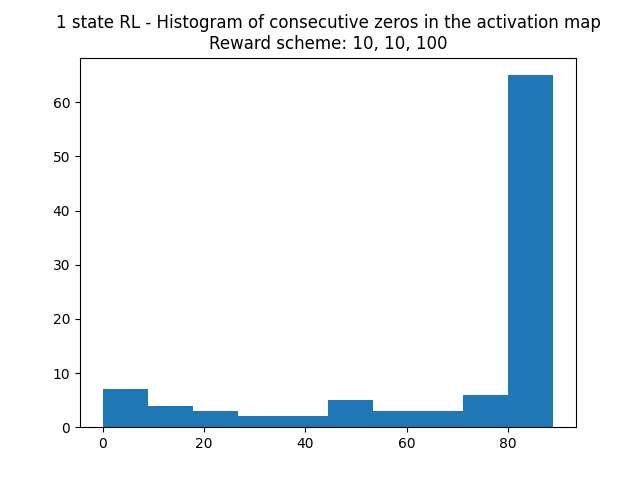 1 state RL - Histogram of consecutive zeros in the activation map
Reward scheme: 10, 10, 100
60
50
40
30
20
10
0
0 20 40 60 80